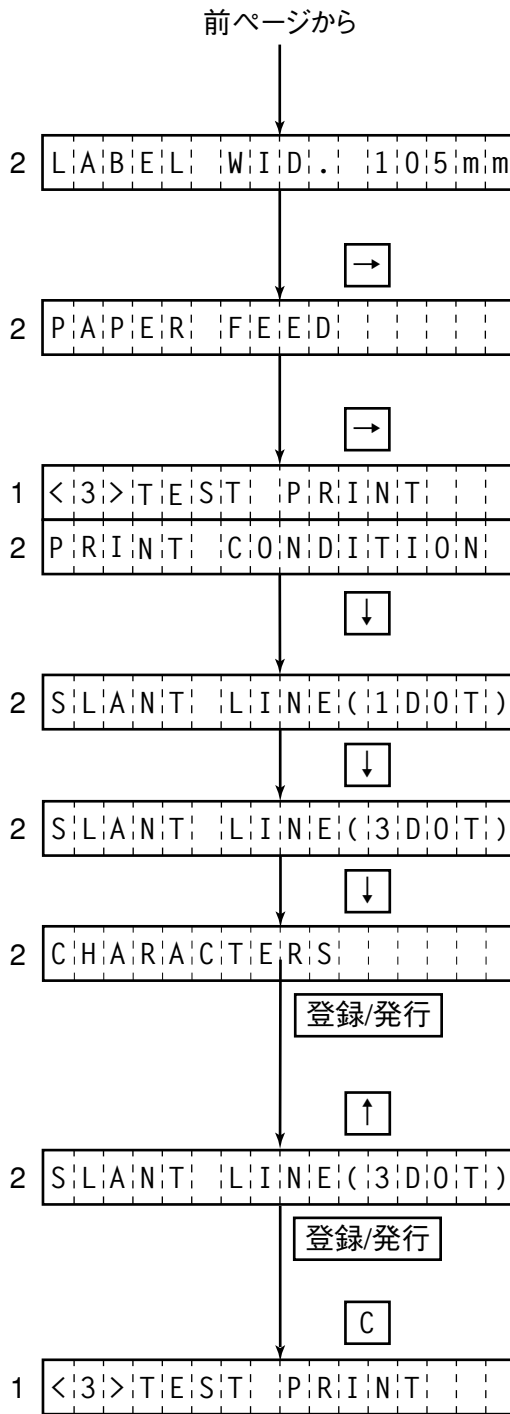 前ページから
2 LABEL WID. 105mm
→
2 PAPER FEED
→
1 <3>TEST PRINT
2 PRINT CONDITION
↓
2 SLANT LINE(1DOT)
↓
2 SLANT LINE(3DOT)
↓
2 CHARACTERS
登録/発行
↑
2 SLANT LINE(3DOT)
登録/発行
C
1 <3>TEST PRINT